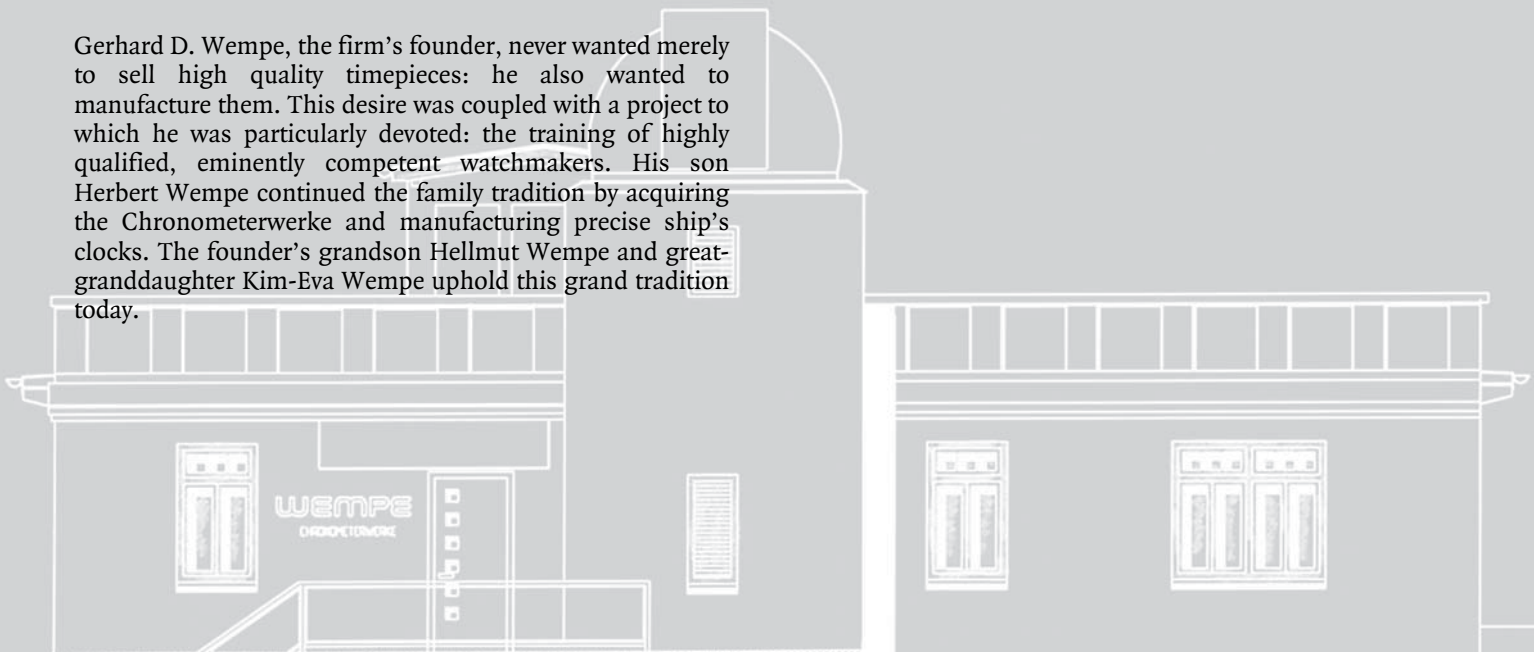 Gerhard D. Wempe, the firm’s founder, never wanted merely
to sell high quality timepieces: he also wanted to
manufacture them. This desire was coupled with a project to
which he was particularly devoted: the training of highly
qualified, eminently competent watchmakers. His son
Herbert Wempe continued the family tradition by acquiring
the Chronometerwerke and manufacturing precise ship’s
clocks. The founder’s grandson Hellmut Wempe and great-
granddaughter Kim-Eva Wempe uphold this grand tradition
today.
WEMPE
CHRONOMETERWERKE